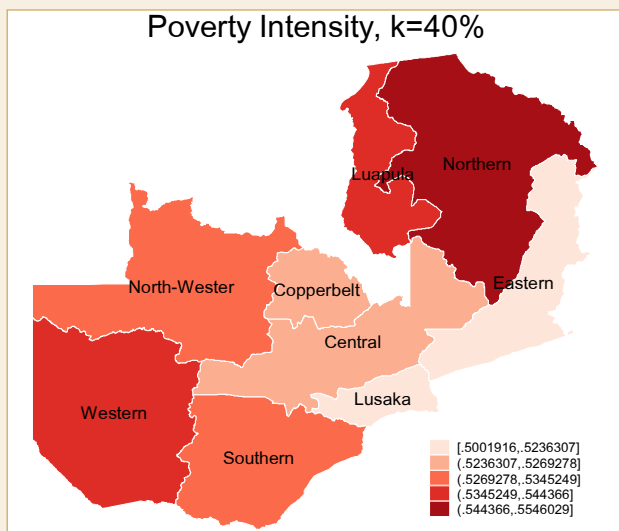 Poverty Intensity, k=40%
Luapula
Northern
North-Wester
Copperbelt
Eastern
Central
Lusaka
Western
Southern
[.5001916,.5236307]
(.5236307,.5269278]
(.5269278,.5345249]
(.5345249,.544366]
(.544366,.5546029]